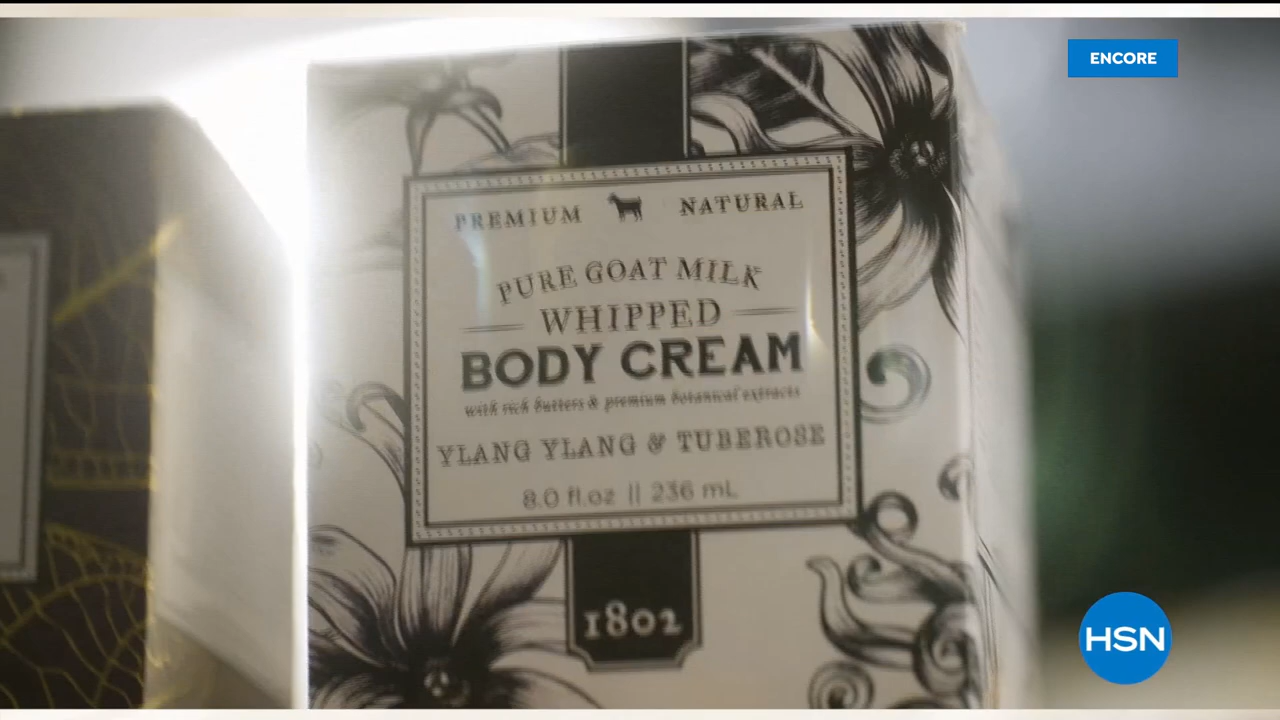 ENCORE
PREMIUM NATURAL
PURE GOAT MILK
WHIPPED
BODY CREAM
with rich butters & premium botanical extracts
YLANG YLANG & TUBEROSE
8.0 fl.oz || 236 mL
1802
HSN